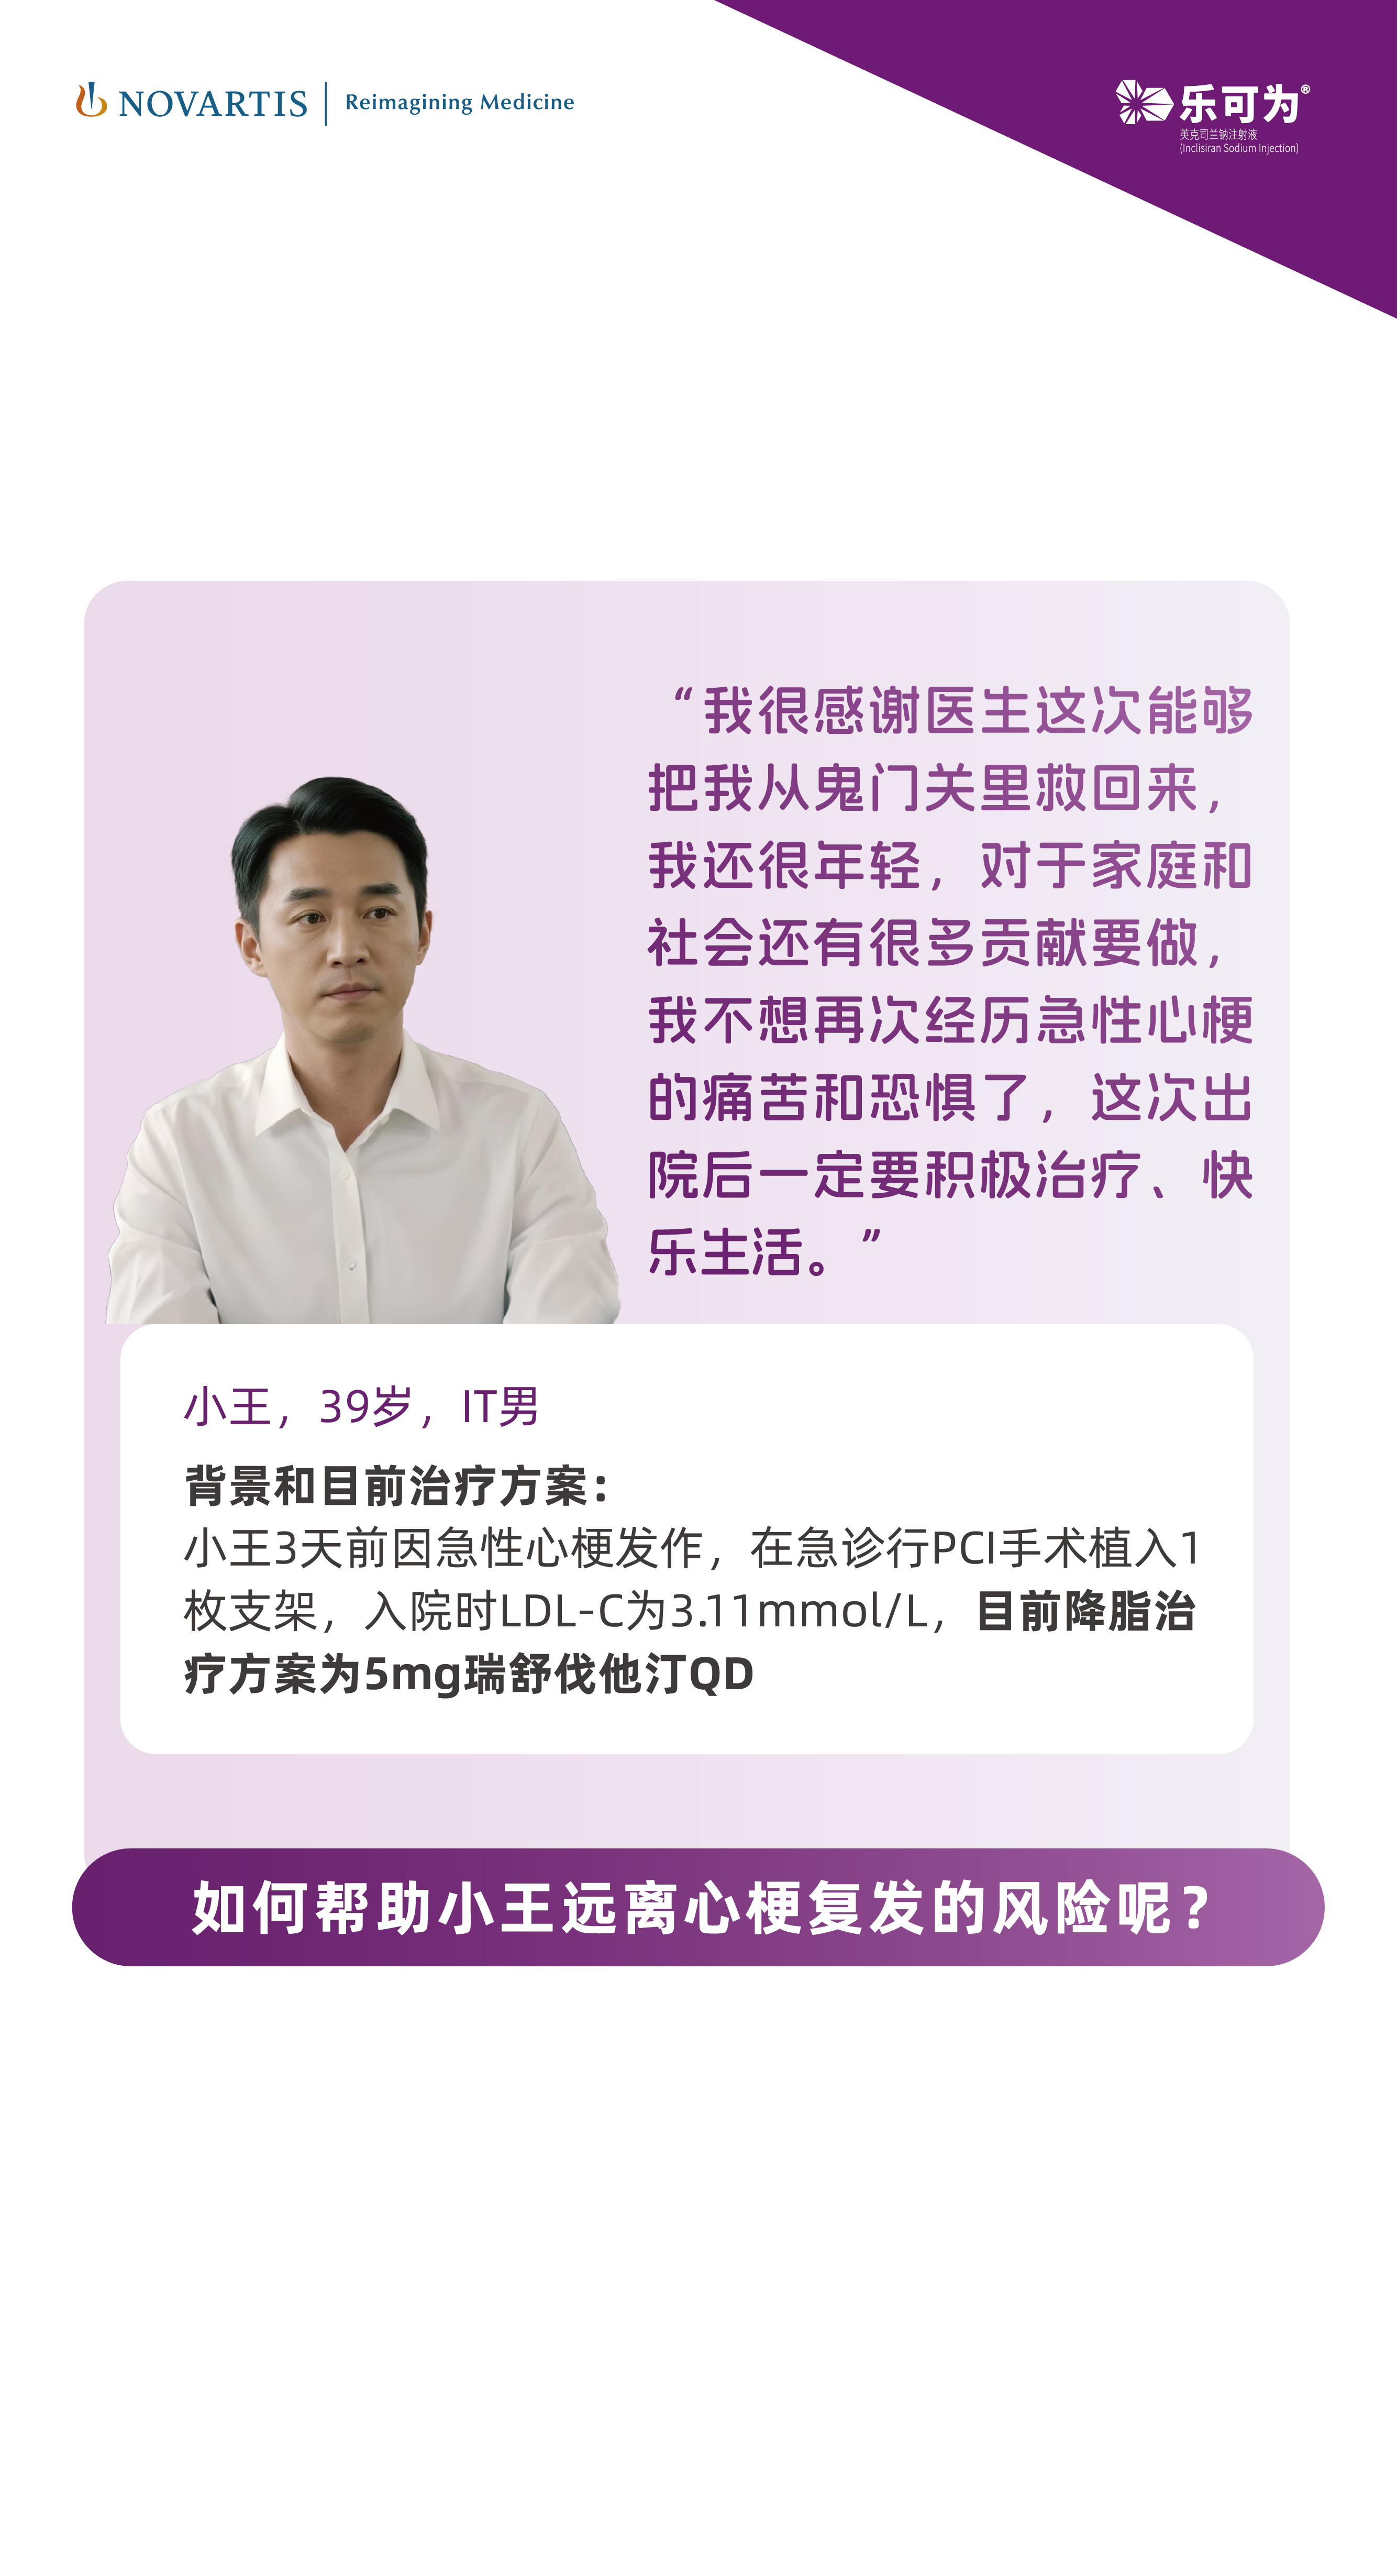 NOVARTIS | Reimagining Medicine
乐可为®
英克司兰钠注射液
(Inclisiran Sodium Injection)
“我很感谢医生这次能够
把我从鬼门关里救回来，
我还很年轻，对于家庭和
社会还有很多贡献要做，
我不想再次经历急性心梗
的痛苦和恐惧了，这次出
院后一定要积极治疗、快
乐生活。”
小王，39岁，IT男
背景和目前治疗方案：
小王3天前因急性心梗发作，在急诊行PCI手术植入1
枚支架，入院时LDL-C为3.11mmol/L，目前降脂治
疗方案为5mg瑞舒伐他汀QD
如何帮助小王远离心梗复发的风险呢？